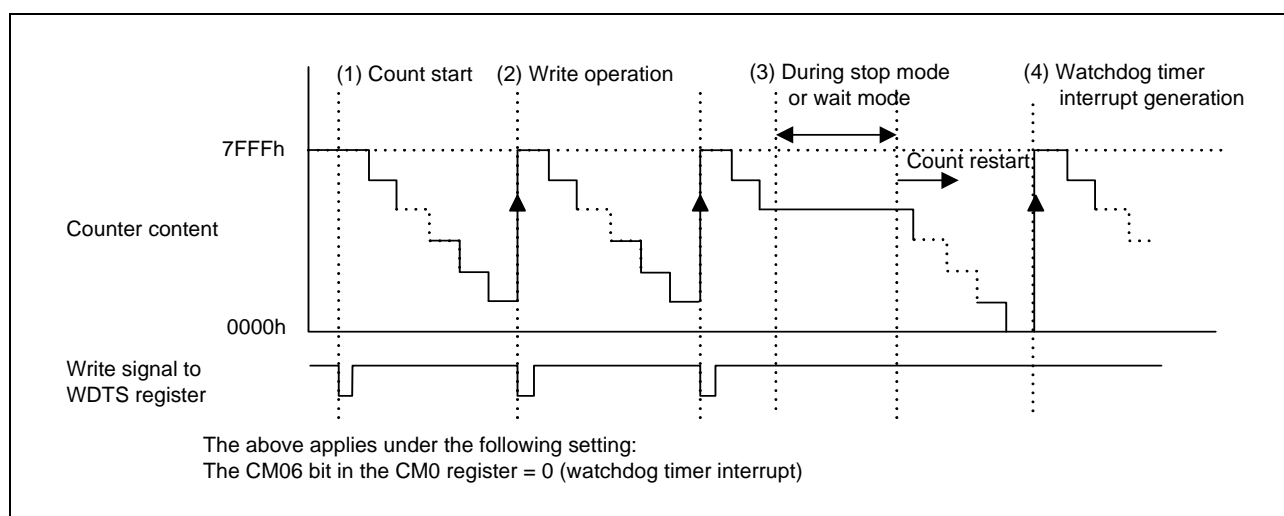 (1) Count start (2) Write operation (3) During stop mode (4) Watchdog timer
or wait mode interrupt generation
7FFFh
Count restart
Counter content
0000h
Write signal to
WDTS register
The above applies under the following setting:
The CM06 bit in the CM0 register = 0 (watchdog timer interrupt)